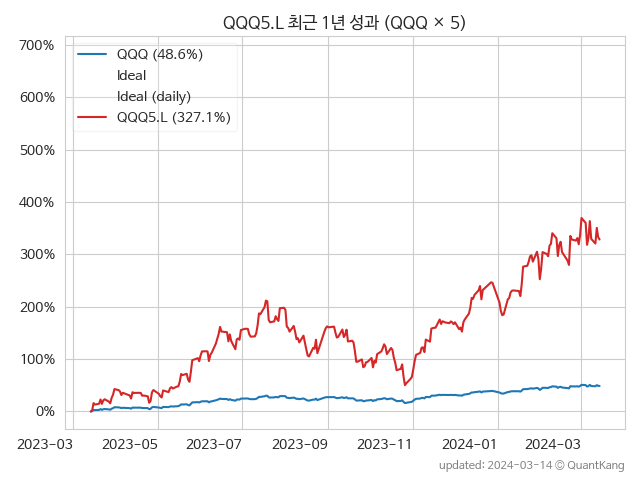 QQQ5.L 최근 1년 성과 (QQQ × 5)
700%
600%
500%
400%
300%
200%
100%
0%
QQQ (48.6%)
Ideal
Ideal (daily)
QQQ5.L (327.1%)
2023-03
2023-05
2023-07
2023-09
2023-11
2024-01
2024-03
updated: 2024-03-14 © QuantKang